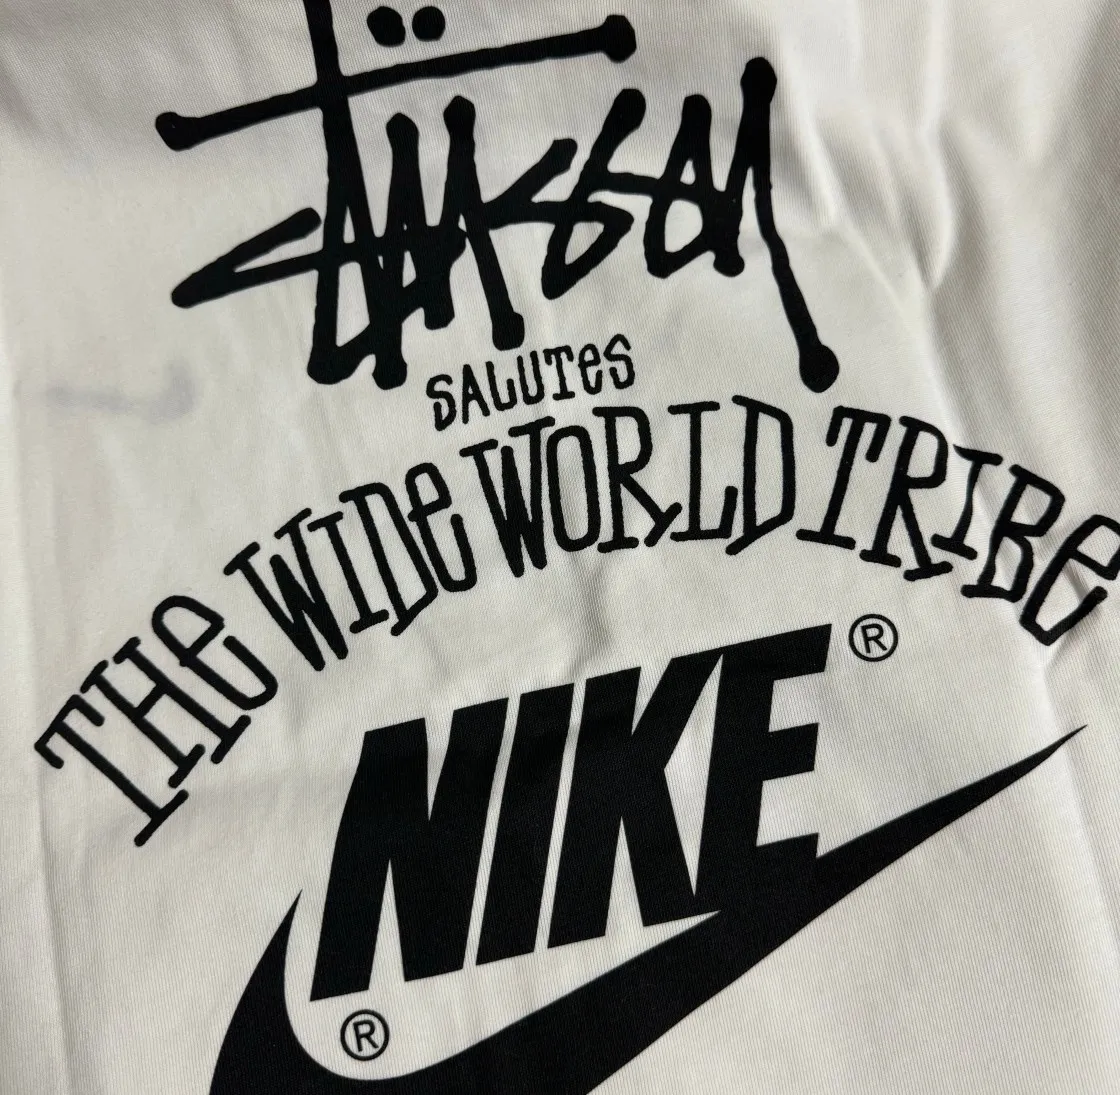 Stüssy
SALUTES
THE WIDE WORLD TRIBE
NIKE ®
®